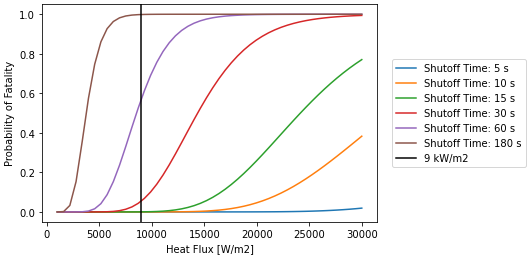 Probability of Fatality
1.0
0.8
0.6
0.4
0.2
0.0
0
5000
10000
15000
20000
25000
30000
Heat Flux [W/m2]
Shutoff Time: 5 s
Shutoff Time: 10 s
Shutoff Time: 15 s
Shutoff Time: 30 s
Shutoff Time: 60 s
Shutoff Time: 180 s
9 kW/m2